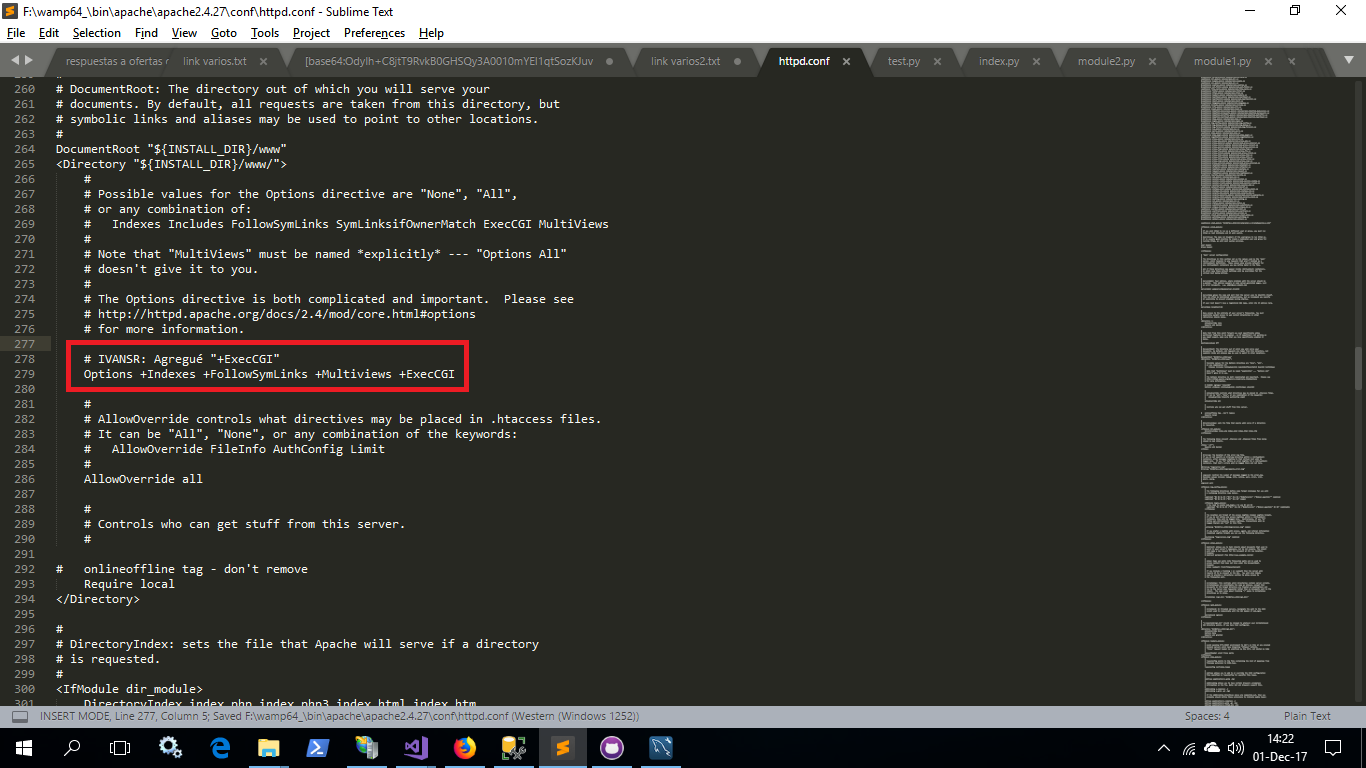 F:\wamp64_\bin\apache\apache2.4.27\conf\httpd.conf - Sublime Text
File Edit Selection Find View Goto Tools Project Preferences Help
respuestas a ofertas link varios.txt [base64:Odylh+C8jtT9RvkB0GHSQy3A0010mYEI1qtSozKJuv link varios2.txt httpd.conf test.py index.py module2.py module1.py
260 # DocumentRoot: The directory out of which you will serve your
261 # documents. By default, all requests are taken from this directory, but
262 # symbolic links and aliases may be used to point to other locations.
263 #
264 DocumentRoot "${INSTALL_DIR}/www"
265 <Directory "${INSTALL_DIR}/www/">
266 #
267 # Possible values for the Options directive are "None", "All",
268 # or any combination of:
269 #   Indexes Includes FollowSymLinks SymLinksifOwnerMatch ExecCGI MultiViews
270 #
271 # Note that "MultiViews" must be named *explicitly* --- "Options All"
272 # doesn't give it to you.
273 #
274 # The Options directive is both complicated and important.  Please see
275 # http://httpd.apache.org/docs/2.4/mod/core.html#options
276 # for more information.
277
278 # IVANSR: Agregué "+ExecCGI"
279 Options +Indexes +FollowSymLinks +Multiviews +ExecCGI
280
281 #
282 # AllowOverride controls what directives may be placed in .htaccess files.
283 # It can be "All", "None", or any combination of the keywords:
284 #   AllowOverride FileInfo AuthConfig Limit
285 #
286 AllowOverride all
287
288 #
289 # Controls who can get stuff from this server.
290 #
291
292 #   onlineoffline tag - don't remove
293 Require local
294 </Directory>
295
296 #
297 # DirectoryIndex: sets the file that Apache will serve if a directory
298 # is requested.
299 #
300 <IfModule dir_module>
301 DirectoryIndex index.php index.php3 index.html index.htm
INSERT MODE, Line 277, Column 5; Saved F:\wamp64_\bin\apache\apache2.4.27\conf\httpd.conf (Western (Windows 1252)) Spaces: 4 Plain Text
14:22
01-Dec-17